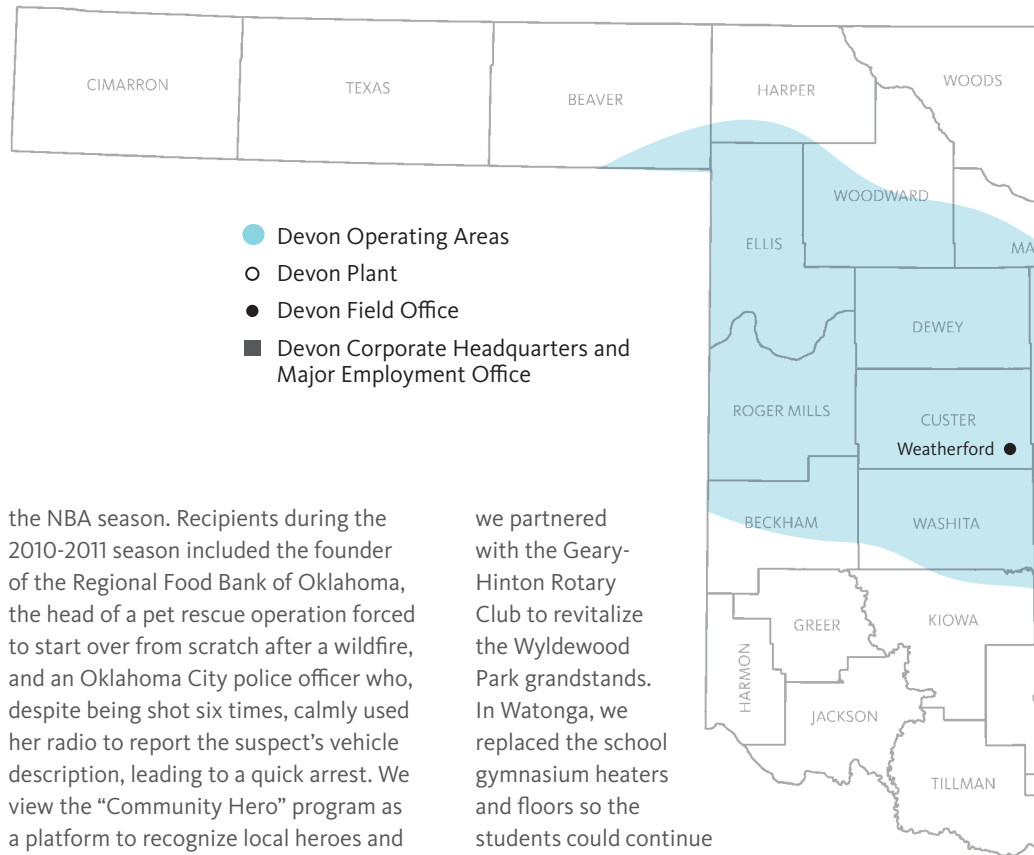 CIMARRON
TEXAS
BEAVER
HARPER
WOODS
WOODWARD
ELLIS
MA
DEWEY
ROGER MILLS
CUSTER
Weatherford
BECKHAM
WASHITA
GREER
KIOWA
HARMON
JACKSON
TILLMAN
Devon Operating Areas
Devon Plant
Devon Field Office
Devon Corporate Headquarters and
Major Employment Office
the NBA season. Recipients during the
2010-2011 season included the founder
of the Regional Food Bank of Oklahoma,
the head of a pet rescue operation forced
to start over from scratch after a wildfire,
and an Oklahoma City police officer who,
despite being shot six times, calmly used
her radio to report the suspect’s vehicle
description, leading to a quick arrest. We
view the “Community Hero” program as
a platform to recognize local heroes and
we partnered
with the Geary-
Hinton Rotary
Club to revitalize
the Wyldewood
Park grandstands.
In Watonga, we
replaced the school
gymnasium heaters
and floors so the
students could continue